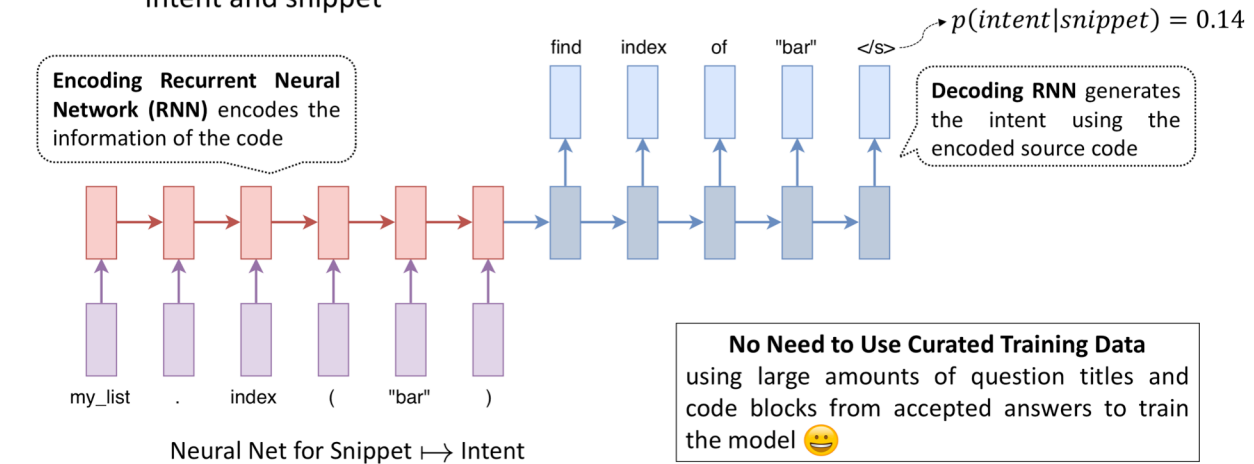 intent and snippet
p(intent|snippet) = 0.14
find index of "bar" </s>
Encoding Recurrent Neural
Network (RNN) encodes the
information of the code
Decoding RNN generates
the intent using the
encoded source code
my_list . index ( "bar" )
Neural Net for Snippet ↦ Intent
No Need to Use Curated Training Data
using large amounts of question titles and
code blocks from accepted answers to train
the model 😀